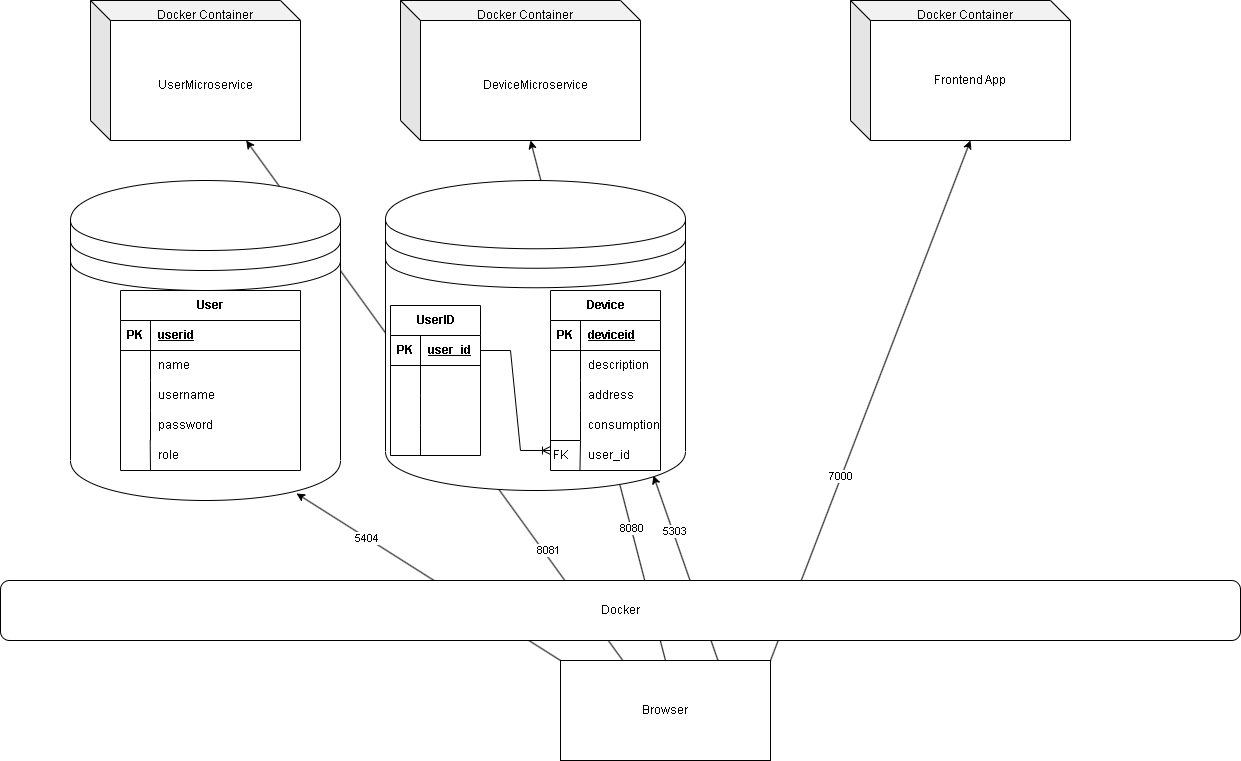 Docker Container
UserMicroservice
Docker Container
DeviceMicroservice
Docker Container
Frontend App
User
PK userid
name
username
password
role
UserID
PK user_id
Device
PK deviceid
description
address
consumption
FK user_id
5404
8081
8080
5303
7000
Docker
Browser